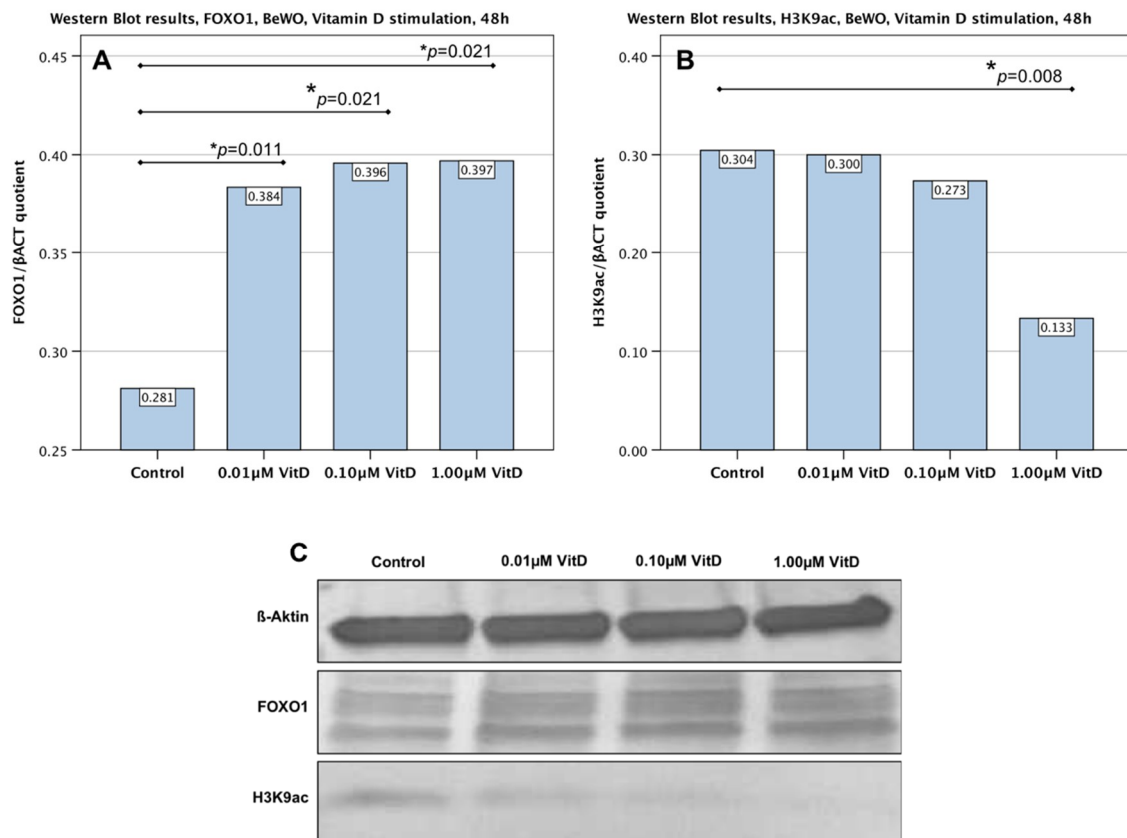 Western Blot results, FOXO1, BeWO, Vitamin D stimulation, 48h
A
FOXO1/βACT quotient
0.45
0.40
0.35
0.30
0.25
*p=0.021
*p=0.021
*p=0.011
0.281
0.384
0.396
0.397
Control
0.01μM VitD
0.10μM VitD
1.00μM VitD
Western Blot results, H3K9ac, BeWO, Vitamin D stimulation, 48h
B
H3K9ac/βACT quotient
0.40
0.30
0.20
0.10
0.00
*p=0.008
0.304
0.300
0.273
0.133
Control
0.01μM VitD
0.10μM VitD
1.00μM VitD
C
Control
0.01μM VitD
0.10μM VitD
1.00μM VitD
ß-Aktin
FOXO1
H3K9ac